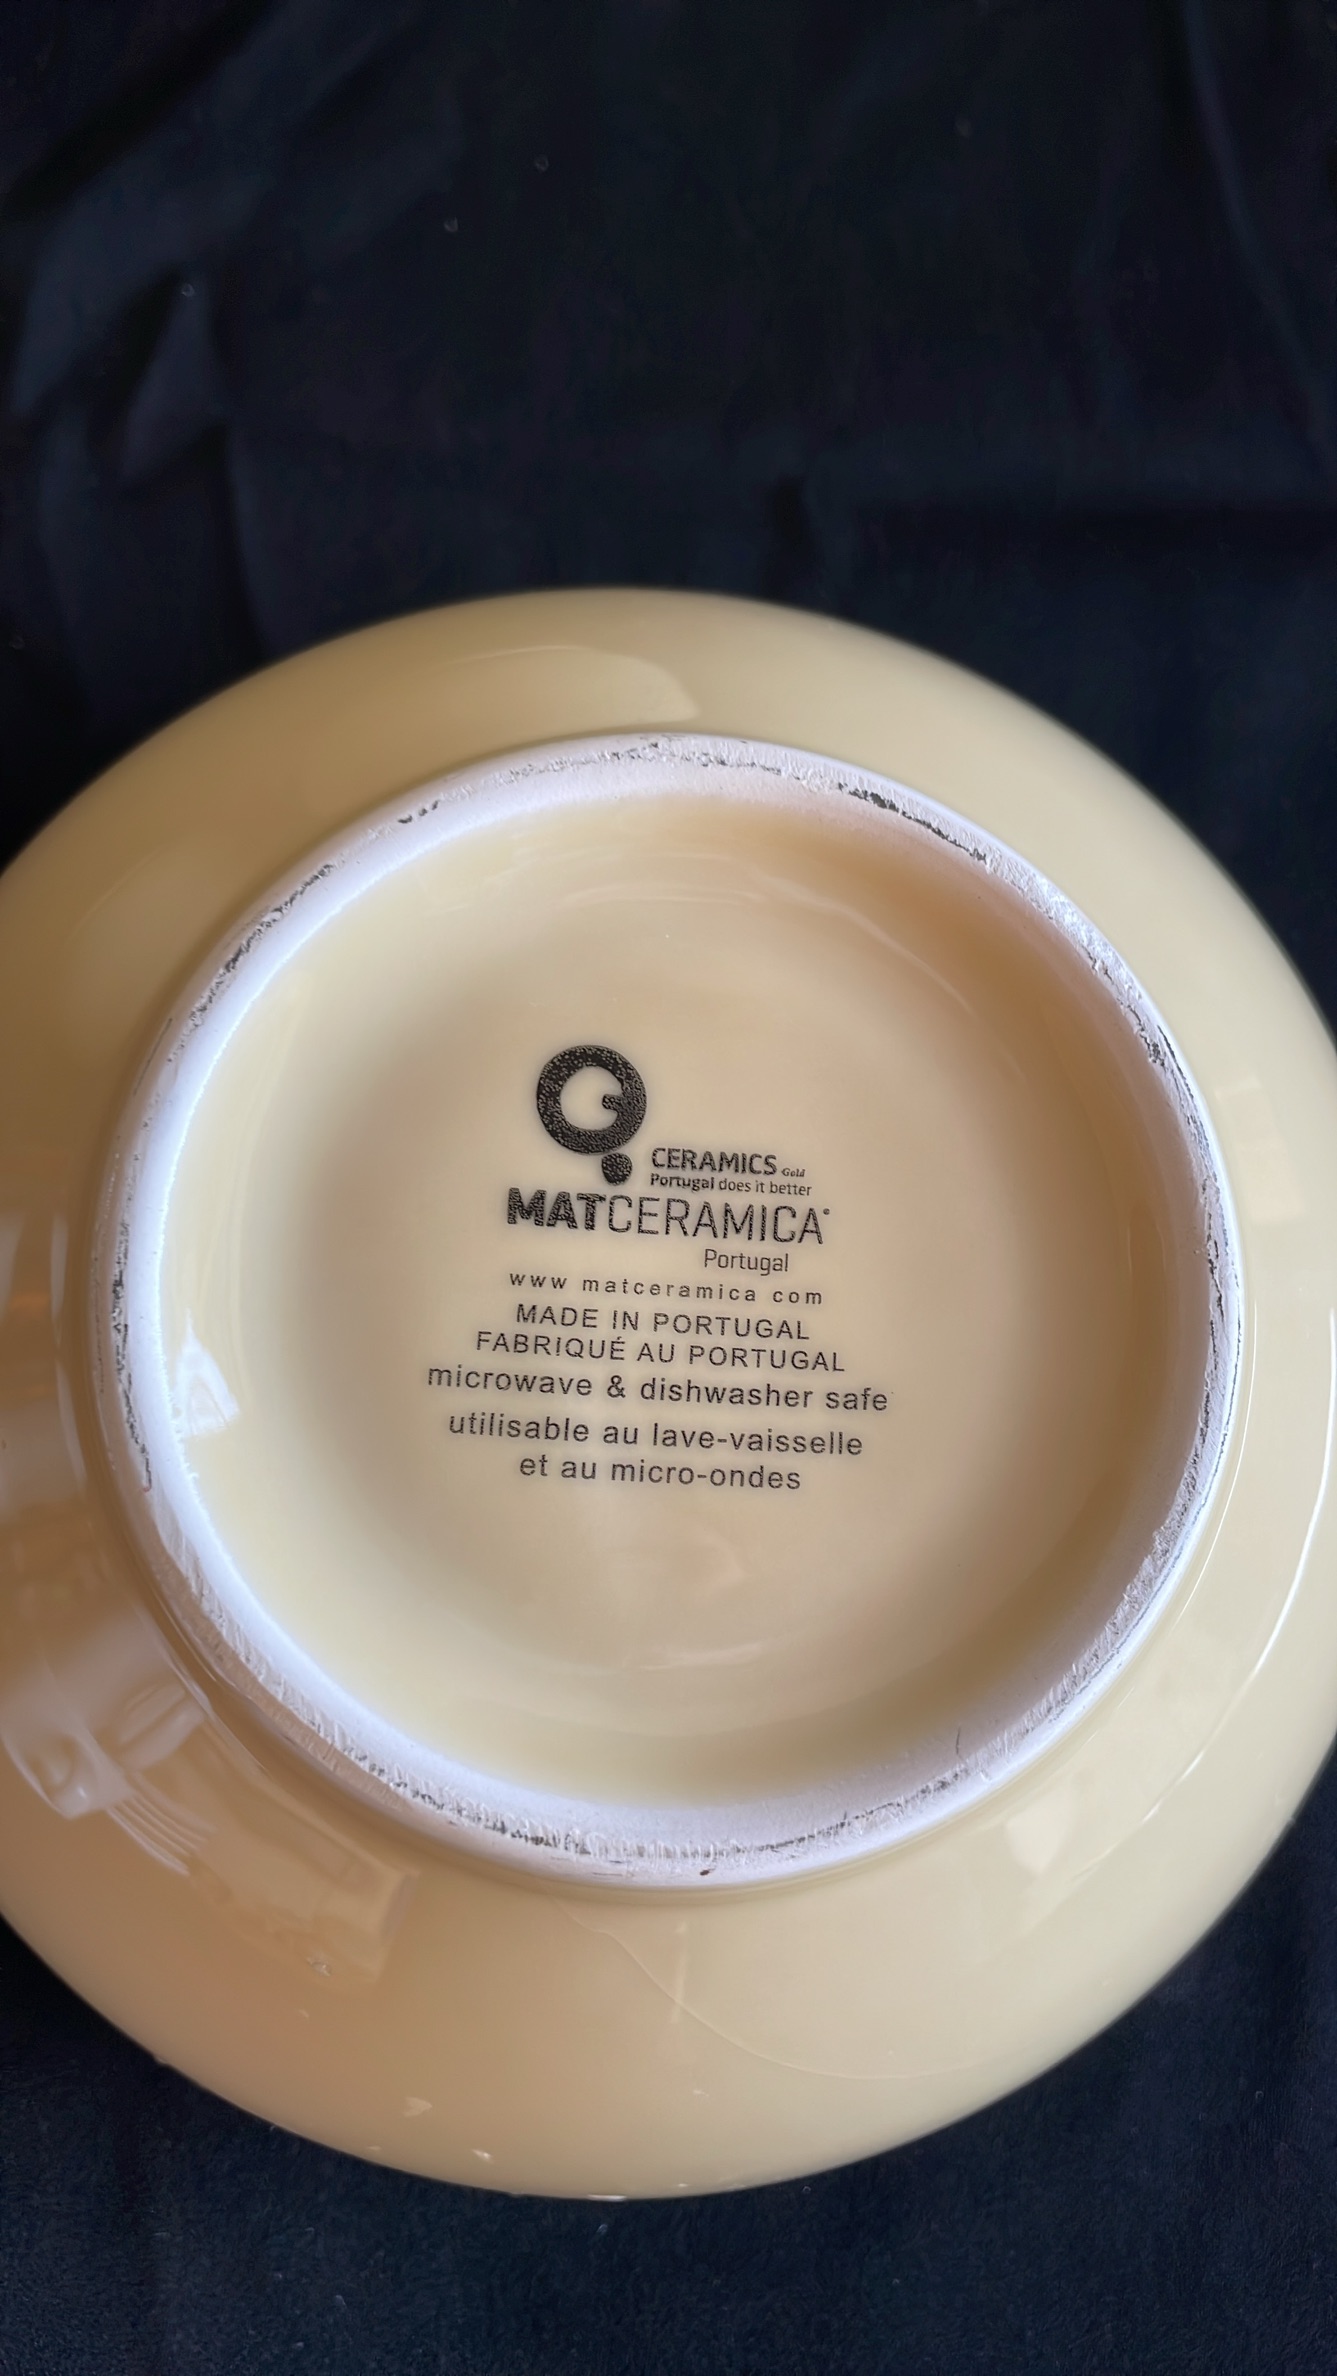 CERAMICS Gold
Portugal does it better
MATCERAMICA
Portugal
www matceramica com
MADE IN PORTUGAL
FABRIQUÉ AU PORTUGAL
microwave & dishwasher safe
utilisable au lave-vaisselle
et au micro-ondes